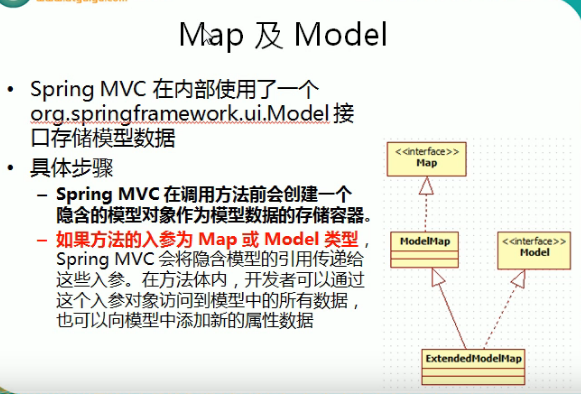 Map 及 Model
• Spring MVC 在内部使用了一个
org.springframework.ui.Model 接
口存储模型数据
• 具体步骤
– Spring MVC 在调用方法前会创建一个
隐含的模型对象作为模型数据的存储容器。
– 如果方法的入参为 Map 或 Model 类型，
Spring MVC 会将隐含模型的引用传递给
这些入参。在方法体内，开发者可以通过
这个入参对象访问到模型中的所有数据，
也可以向模型中添加新的属性数据
<<interface>>
Map
ModelMap
<<interface>>
Model
ExtendedModelMap